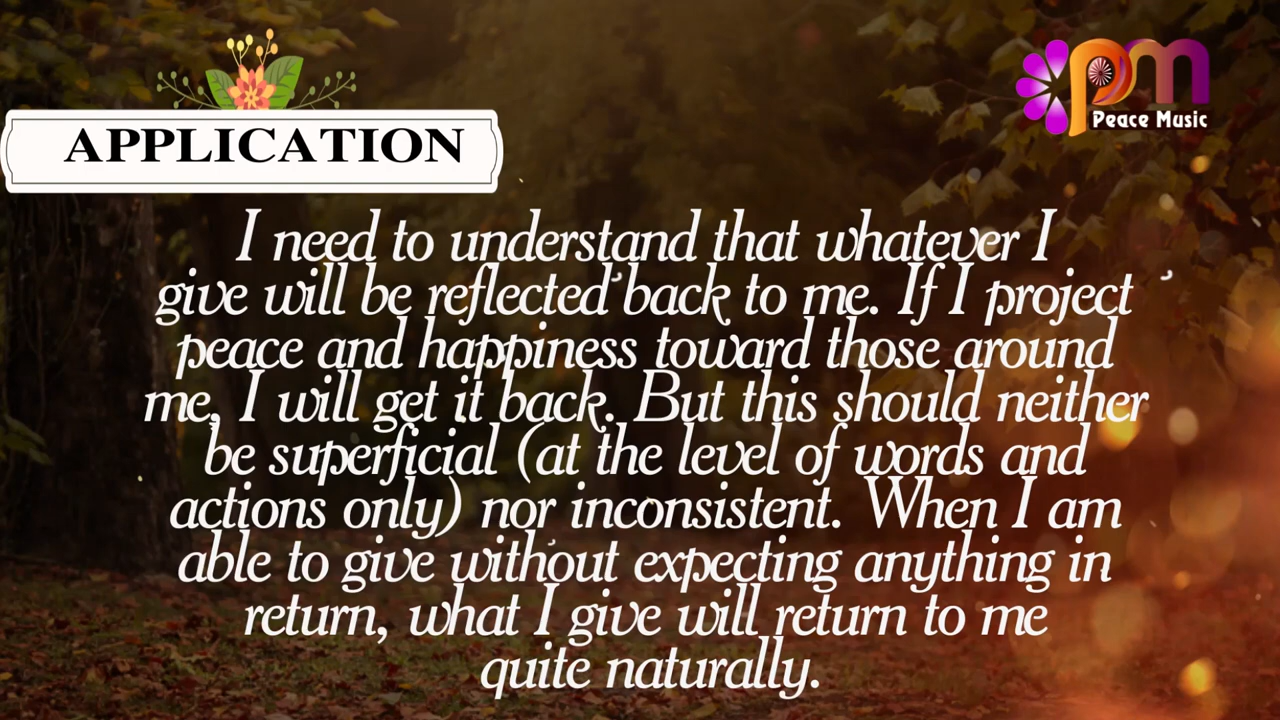 APPLICATION
pm
Peace Music
I need to understand that whatever I
give will be reflected back to me. If I project
peace and happiness toward those around
me, I will get it back. But this should neither
be superficial (at the level of words and
actions only) nor inconsistent. When I am
able to give without expecting anything in
return, what I give will return to me
quite naturally.